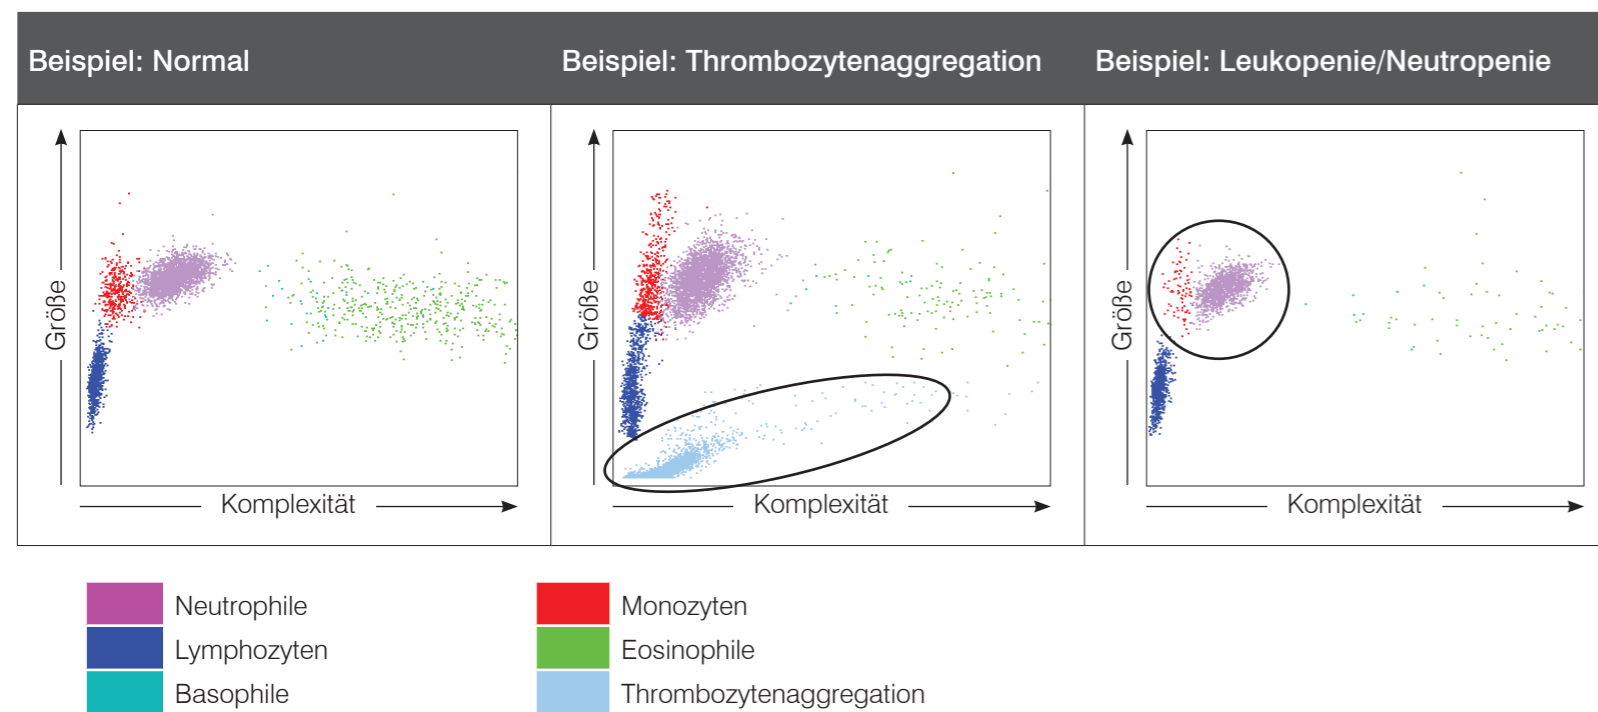 Beispiel: Normal
Beispiel: Thrombozytenaggregation
Beispiel: Leukopenie/Neutropenie
Größe
Komplexität
Größe
Komplexität
Größe
Komplexität
Neutrophile
Lymphozyten
Basophile
Monozyten
Eosinophile
Thrombozytenaggregation